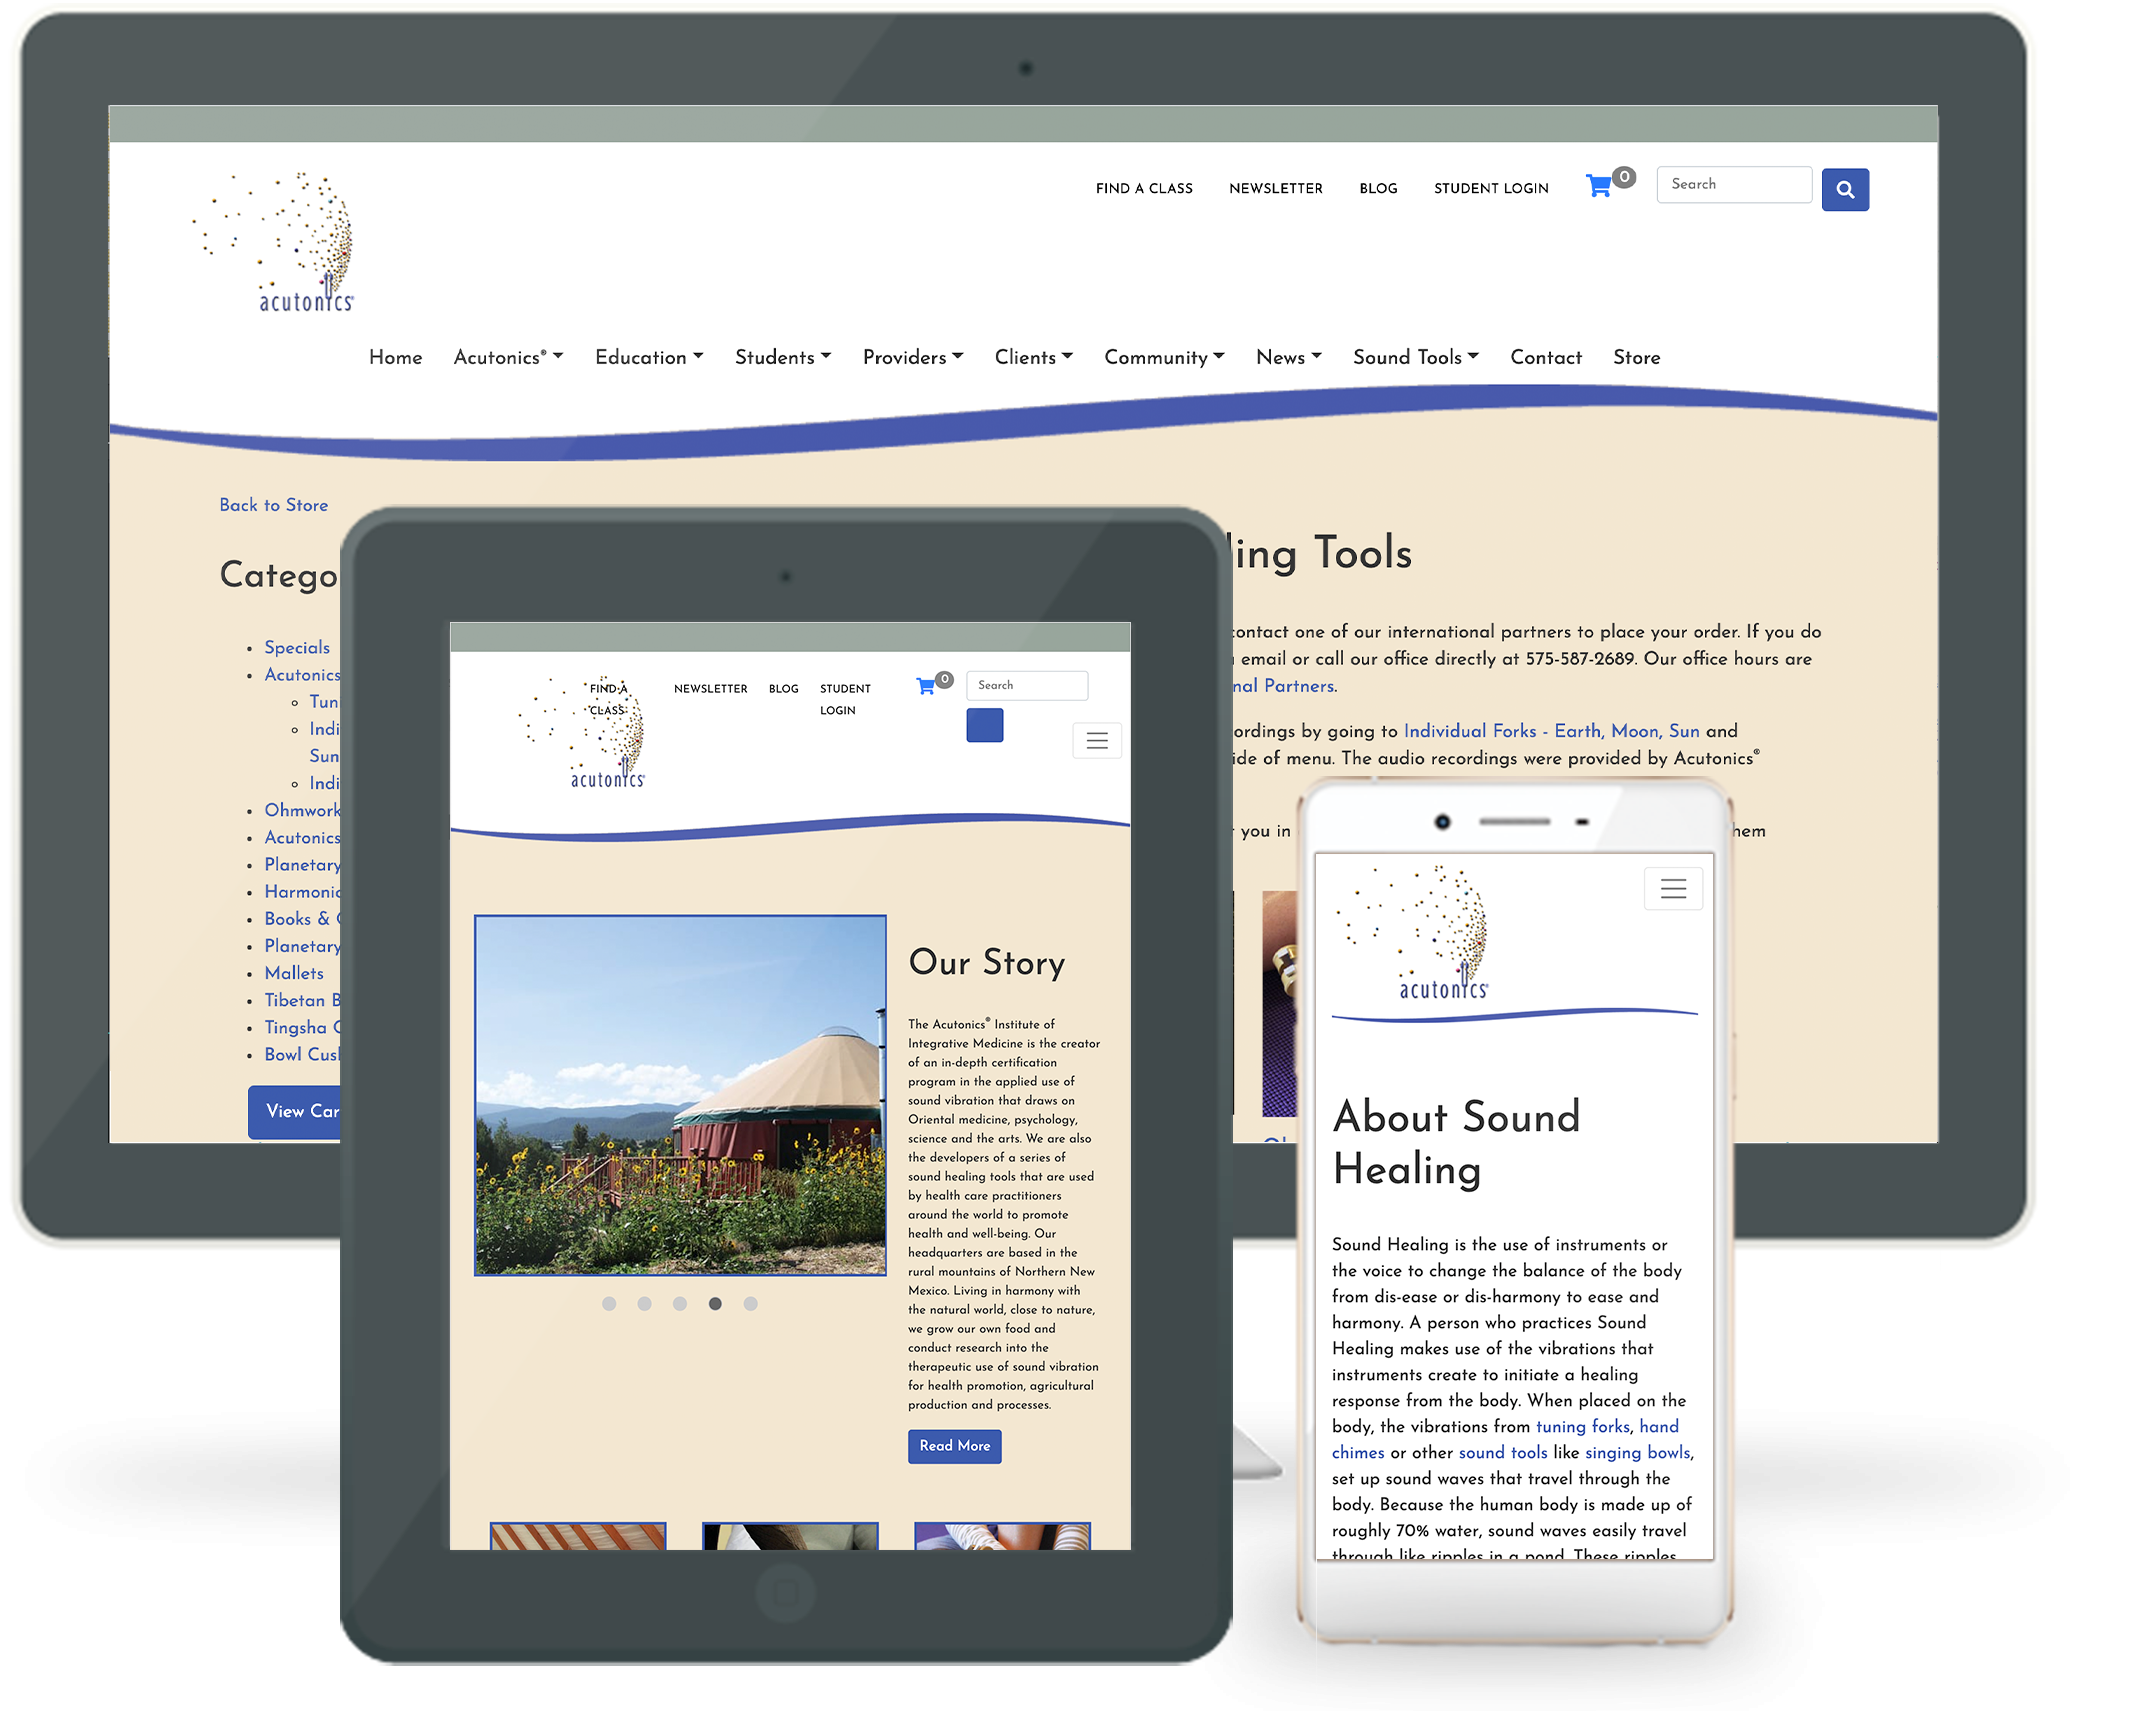 FIND A CLASS NEWSLETTER BLOG STUDENT LOGIN 0 Search
acutonics®
Home Acutonics® Education Students Providers Clients Community News Sound Tools Contact Store
Back to Store
Tools
contact one of our international partners to place your order. If you do
email or call our office directly at 575-587-2689. Our office hours are
Partners.
by going to Individual Forks - Earth, Moon, Sun and
of menu. The audio recordings were provided by Acutonics®
you in
Specials
Acutonics
Sun
Acutonics
Planetary
Books &
Planetary
Mallets
Tibetan
Tingsha
Bowl
View
FIND A NEWSLETTER BLOG STUDENT 0 Search
CLASS LOGIN
acutonics®
Our Story
The Acutonics® Institute of
Integrative Medicine is the creator
of an in-depth certification
program in the applied use of
sound vibration that draws on
Oriental medicine, psychology,
science and the arts. We are also
the developers of a series of
sound healing tools that are used
by health care practitioners
around the world to promote
health and well-being. Our
headquarters are based in the
rural mountains of Northern New
Mexico. Living in harmony with
the natural world, close to nature,
we grow our own food and
conduct research into the
therapeutic use of sound vibration
for health promotion, agricultural
production and processes.
Read More
acutonics®
About Sound
Healing
Sound Healing is the use of instruments or
the voice to change the balance of the body
from dis-ease or dis-harmony to ease and
harmony. A person who practices Sound
Healing makes use of the vibrations that
instruments create to initiate a healing
response from the body. When placed on the
body, the vibrations from tuning forks, hand
chimes or other sound tools like singing bowls,
set up sound waves that travel through the
body. Because the human body is made up of
roughly 70% water, sound waves easily travel
through like ripples in a pond. These ripples